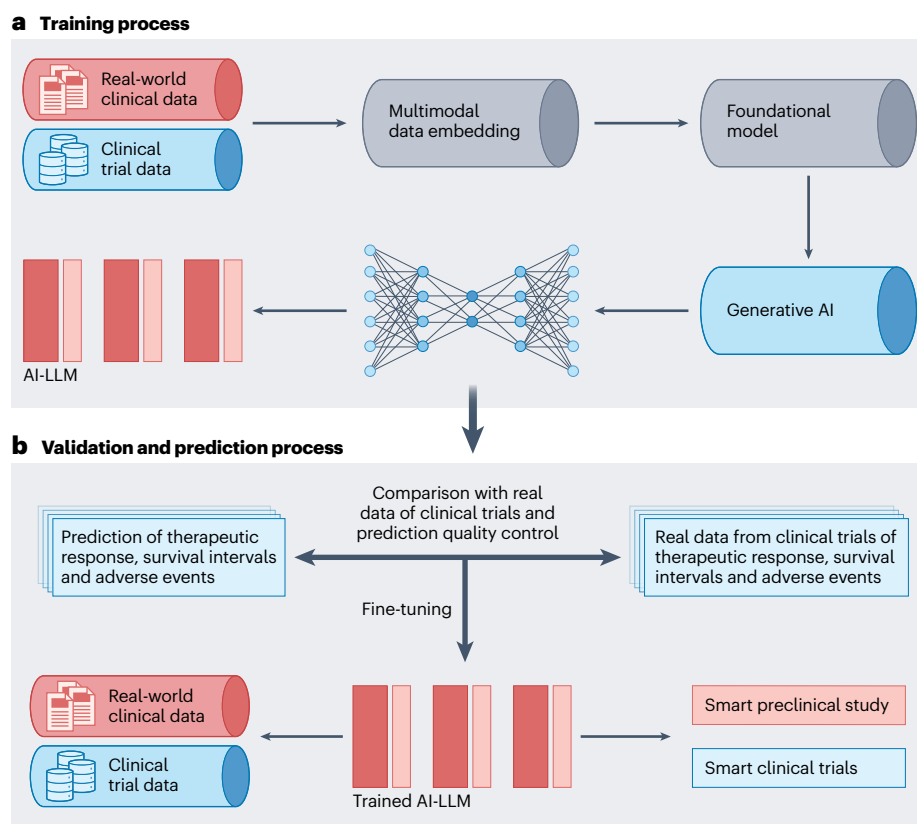 a Training process
Real-world
clinical data
Clinical
trial data
Multimodal
data embedding
Foundational
model
Generative AI
AI-LLM
b Validation and prediction process
Prediction of therapeutic
response, survival intervals
and adverse events
Comparison with real
data of clinical trials and
prediction quality control
Real data from clinical trials of
therapeutic response, survival
intervals and adverse events
Fine-tuning
Real-world
clinical data
Clinical
trial data
Trained AI-LLM
Smart preclinical study
Smart clinical trials